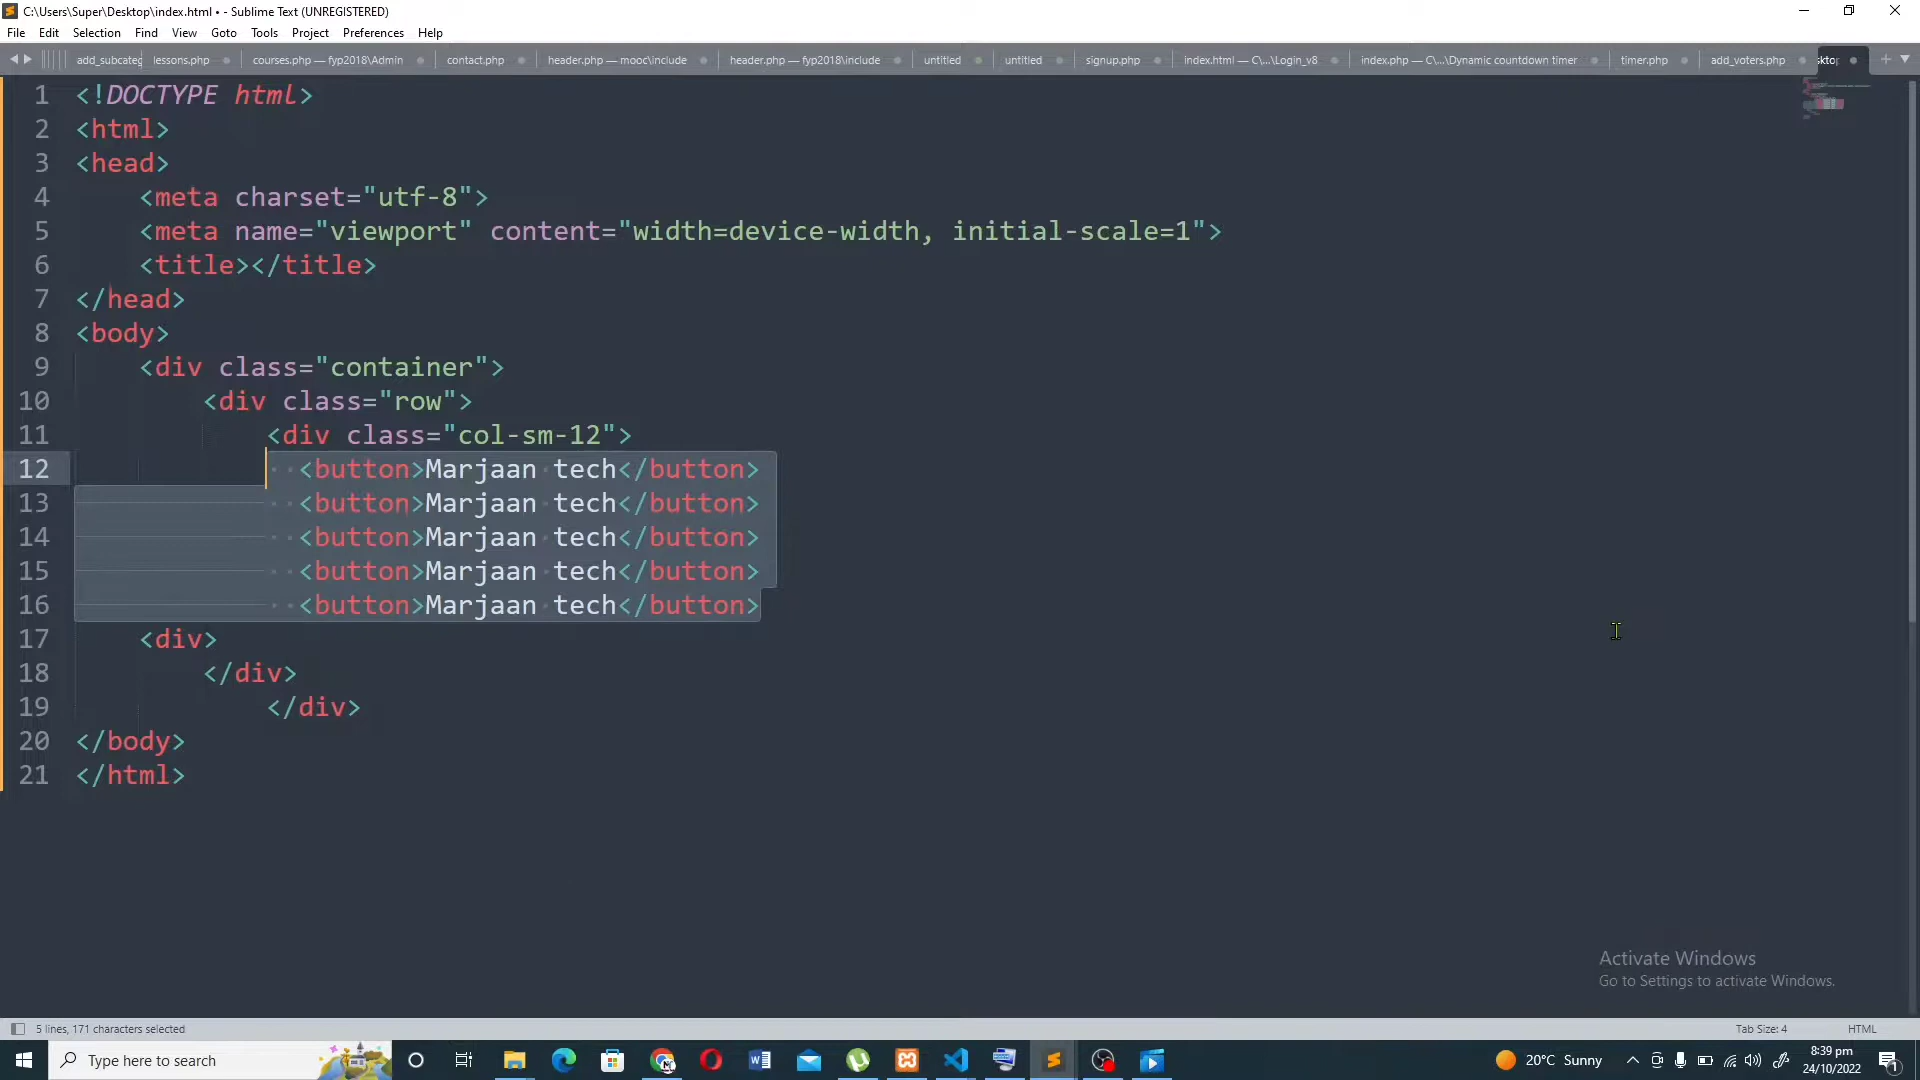 C:\Users\Super\Desktop\index.html • - Sublime Text (UNREGISTERED)
File Edit Selection Find View Goto Tools Project Preferences Help
add_subcateg lessons.php courses.php — fyp2018\Admin contact.php header.php — mooc\include header.php — fyp2018\include untitled untitled signup.php index.html — C\...\Login_v8 index.php — C\...\Dynamic countdown timer timer.php add_voters.php sktop
1 <!DOCTYPE html>
2 <html>
3 <head>
4 <meta charset="utf-8">
5 <meta name="viewport" content="width=device-width, initial-scale=1">
6 <title></title>
7 </head>
8 <body>
9 <div class="container">
10 <div class="row">
11 <div class="col-sm-12">
12 <button>Marjaan tech</button>
13 <button>Marjaan tech</button>
14 <button>Marjaan tech</button>
15 <button>Marjaan tech</button>
16 <button>Marjaan tech</button>
17 <div>
18 </div>
19 </div>
20 </body>
21 </html>
Activate Windows
Go to Settings to activate Windows.
5 lines, 171 characters selected Tab Size: 4 HTML
Type here to search 20°C Sunny 8:39 pm
24/10/2022